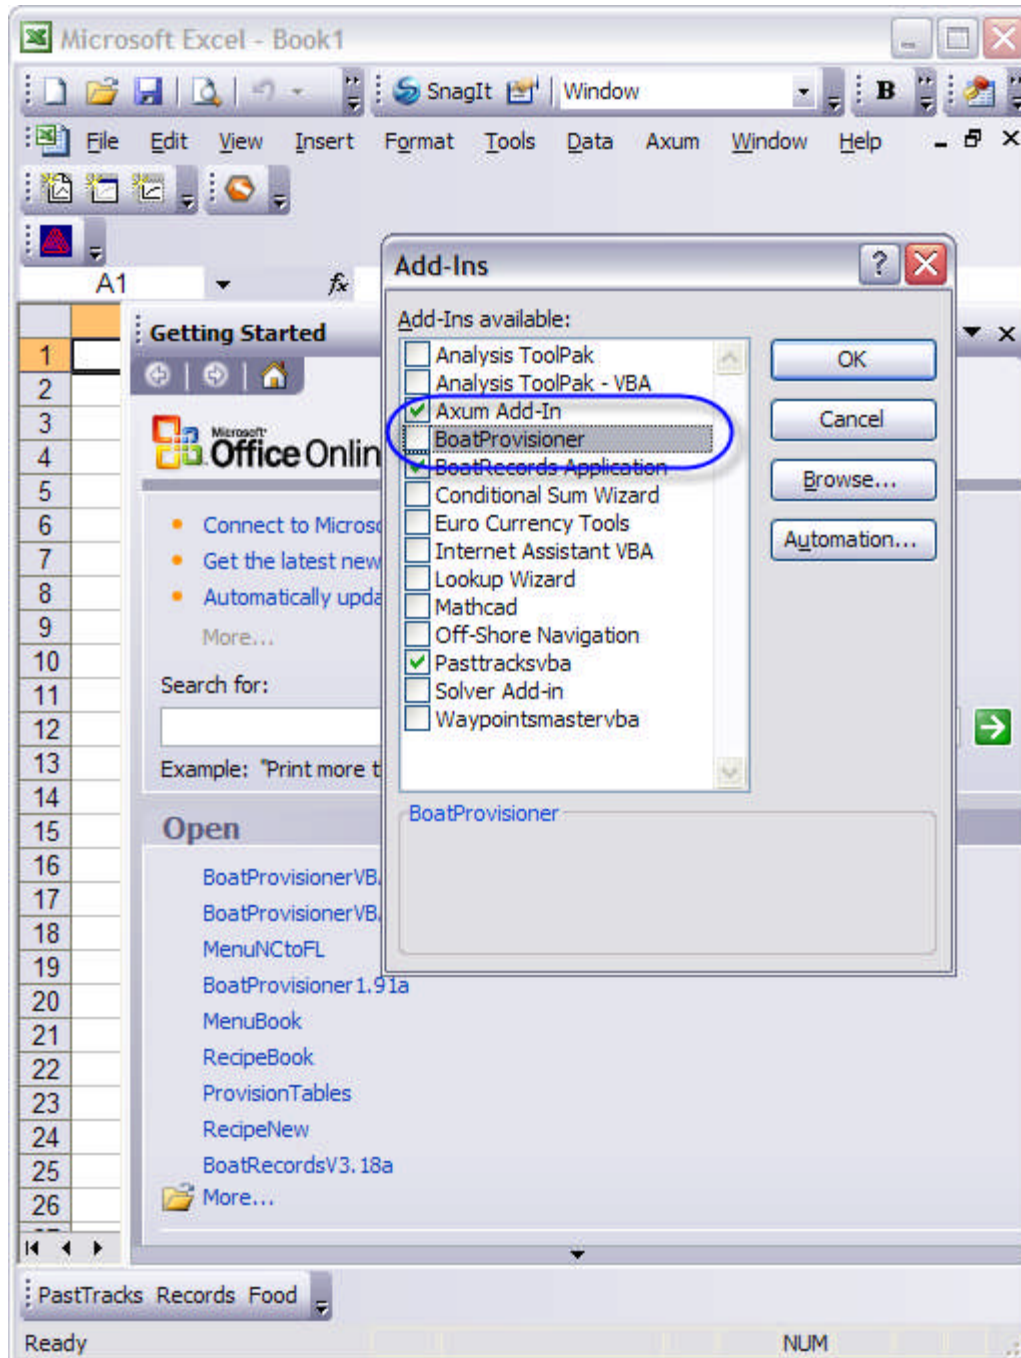 Microsoft Excel - Book1
SnagIt Window B
File Edit View Insert Format Tools Data Axum Window Help
A1 fx
Add-Ins
Add-Ins available:
Analysis ToolPak
Analysis ToolPak - VBA
Axum Add-In
BoatProvisioner
BoatRecords Application
Conditional Sum Wizard
Euro Currency Tools
Internet Assistant VBA
Lookup Wizard
Mathcad
Off-Shore Navigation
Pasttracksvba
Solver Add-in
Waypointsmastervba
OK
Cancel
Browse...
Automation...
BoatProvisioner
Getting Started
Microsoft
Office Onlin
Connect to Microso
Get the latest new
Automatically upda
More...
Search for:
Example: "Print more t
Open
BoatProvisionerVB
BoatProvisionerVB
MenuNCtoFL
BoatProvisioner1.91a
MenuBook
RecipeBook
ProvisionTables
RecipeNew
BoatRecordsV3.18a
More...
1
2
3
4
5
6
7
8
9
10
11
12
13
14
15
16
17
18
19
20
21
22
23
24
25
26
PastTracks Records Food
Ready NUM